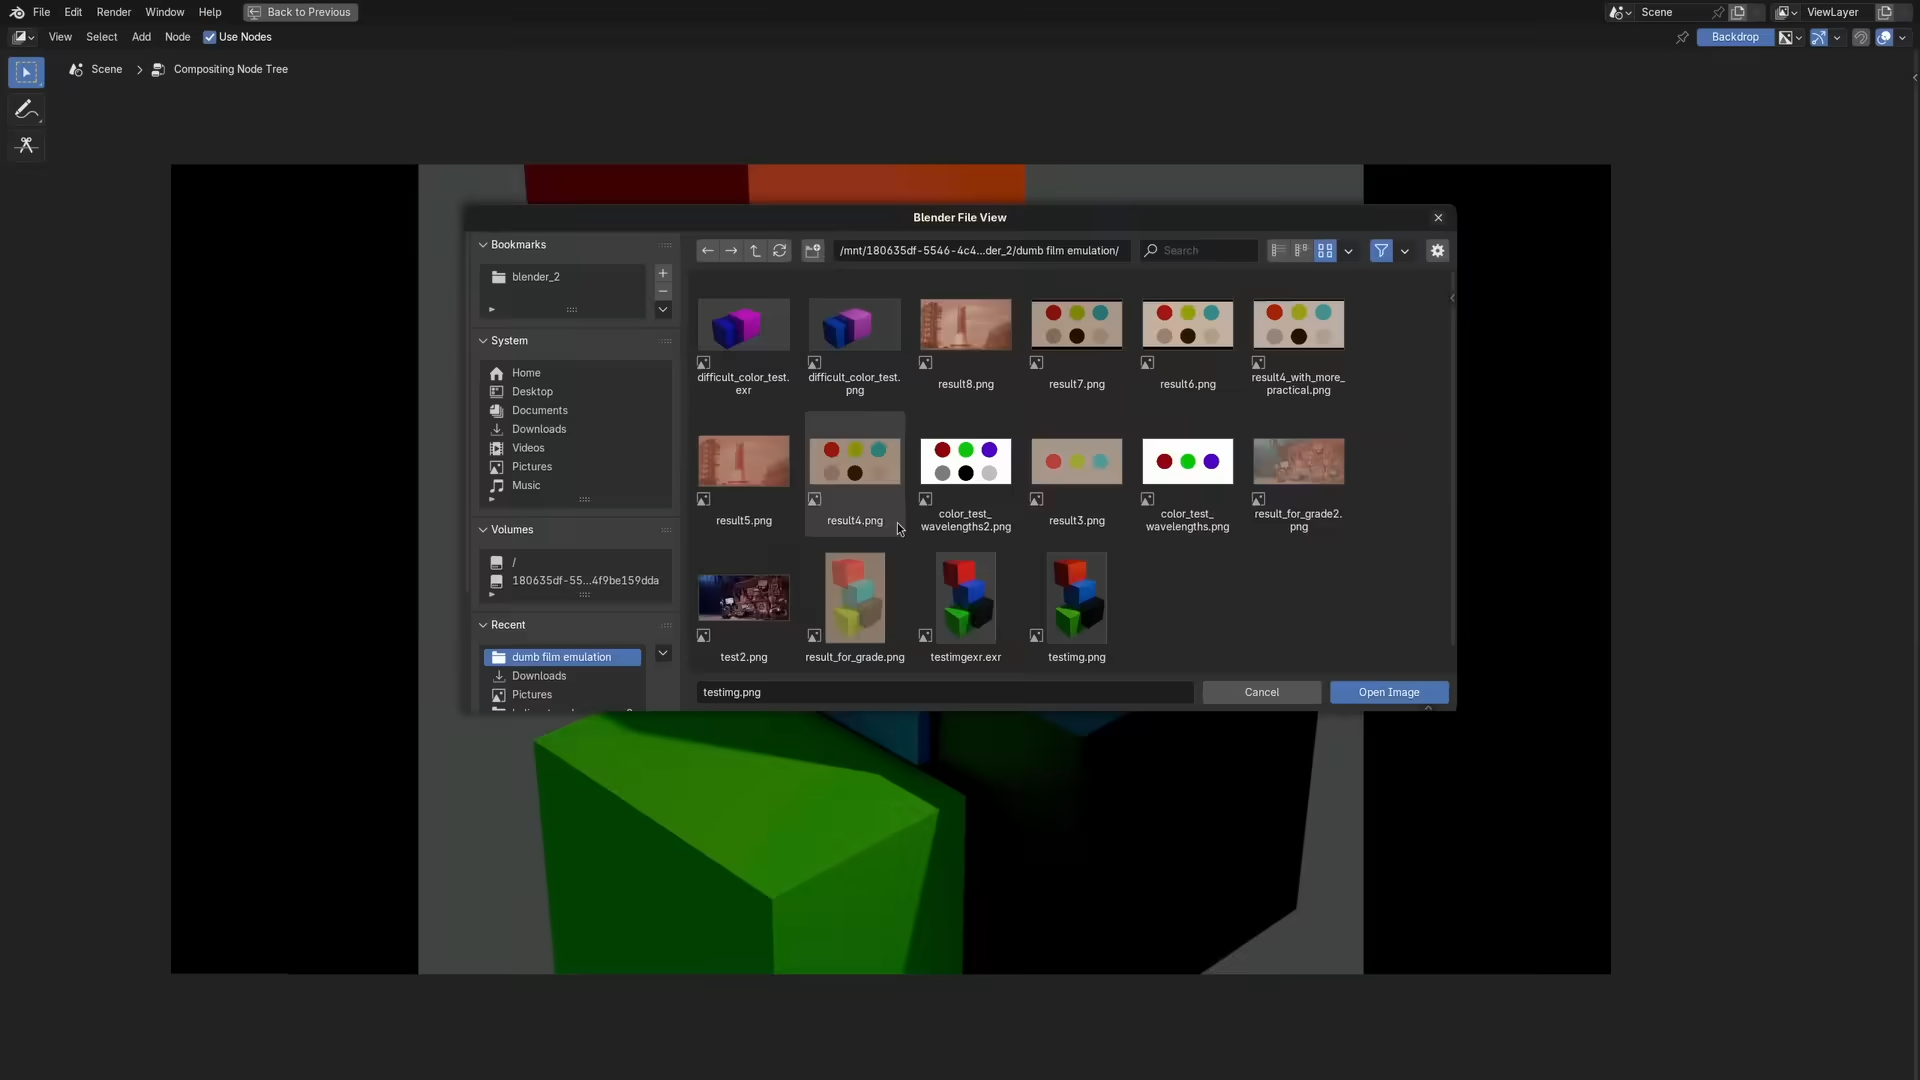 File Edit Render Window Help Back to Previous Scene ViewLayer
View Select Add Node Use Nodes Backdrop
Scene > Compositing Node Tree
Blender File View
Bookmarks
blender_2
System
Home
Desktop
Documents
Downloads
Videos
Pictures
Music
Volumes
/
180635df-55...4f9be159dda
Recent
dumb film emulation
Downloads
Pictures
/mnt/180635df-5546-4c4...der_2/dumb film emulation/ Search
difficult_color_test.
exr
difficult_color_test.
png
result8.png
result7.png
result6.png
result4_with_more_
practical.png
result5.png
result4.png
color_test_
wavelengths2.png
result3.png
color_test_
wavelengths.png
result_for_grade2.
png
test2.png
result_for_grade.png
testimgexr.exr
testimg.png
testimg.png Cancel Open Image